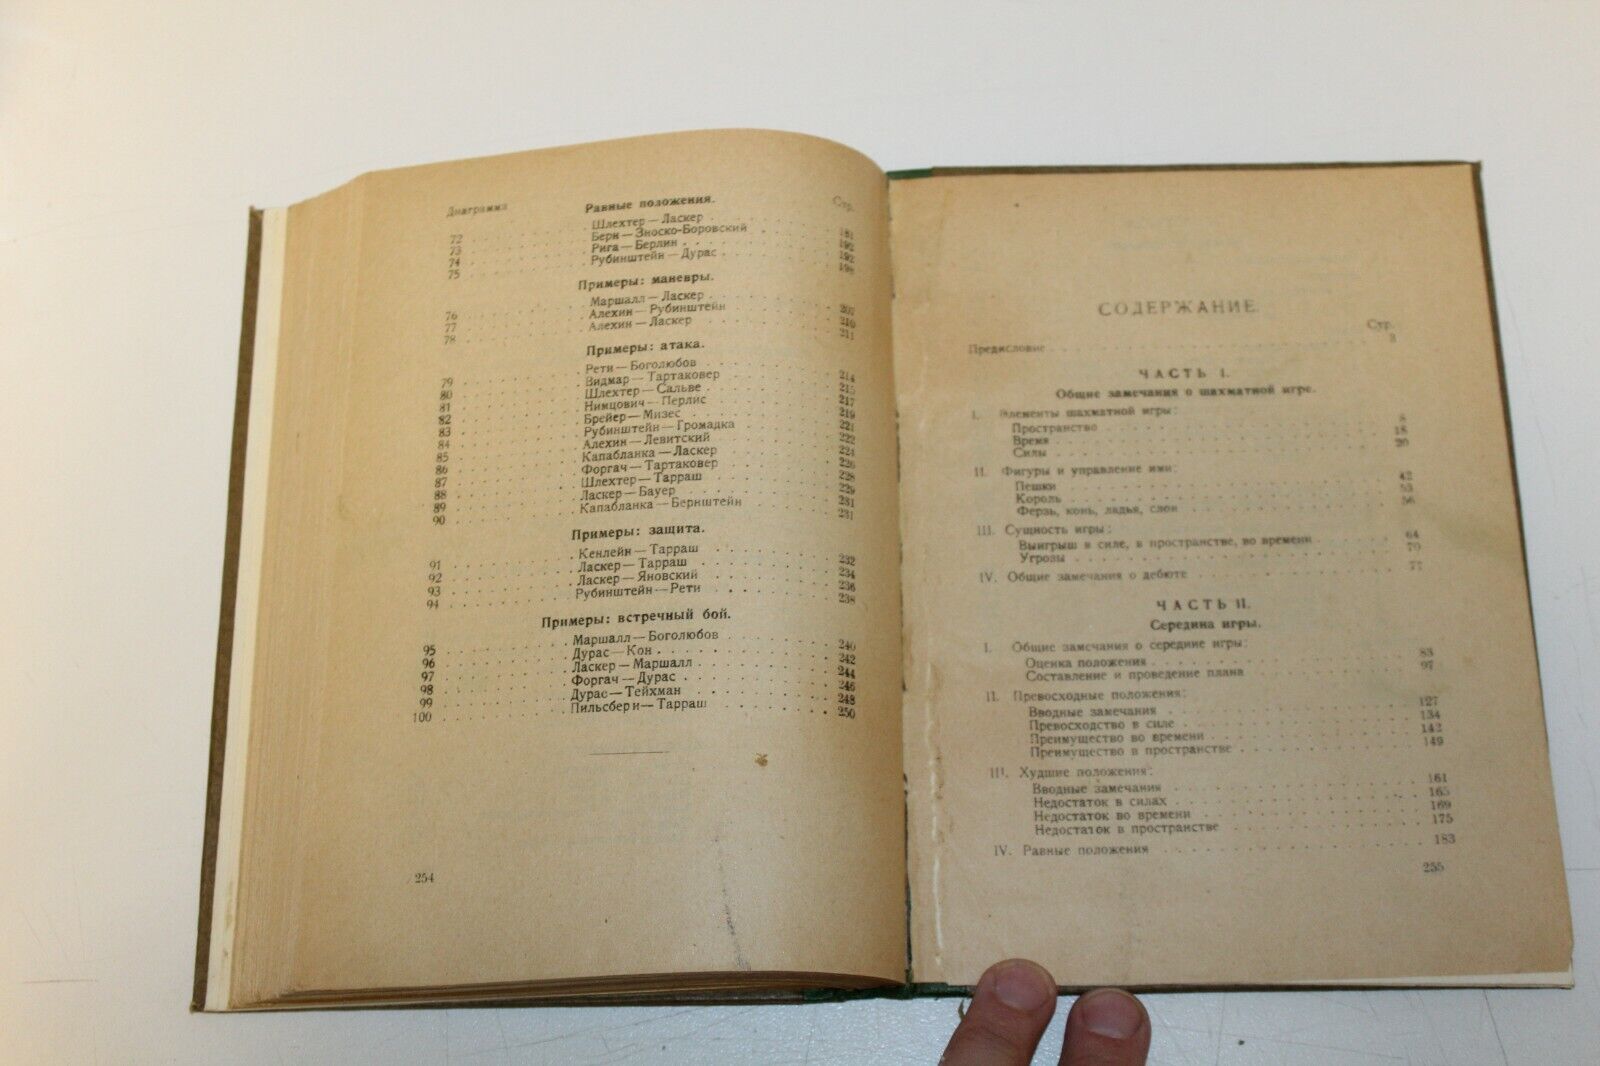 Диаграмма Равные положения. Стр.
72 Шлехтер—Ласкер 181
73 Берн—Зноско-Боровский 192
74 Рига—Берлин 192
75 Рубинштейн—Дурас 198
Примеры: маневры.
76 Маршалл—Ласкер 207
77 Алехин—Рубинштейн 210
78 Алехин—Ласкер 211
Примеры: атака.
79 Рети—Боголюбов 214
80 Видмар—Тартаковер 215
81 Шлехтер—Сальве 217
82 Нимцович—Перлис 219
83 Брейер—Мизес 221
84 Рубинштейн—Громадка 222
85 Алехин—Левитский 224
86 Капабланка—Ласкер 226
87 Форгач—Тартаковер 228
88 Шлехтер—Тарраш 229
89 Ласкер—Бауер 231
90 Капабланка—Бернштейн 231
Примеры: защита.
91 Кенлейн—Тарраш 232
92 Ласкер—Тарраш 234
93 Ласкер—Яновский 236
94 Рубинштейн—Рети 238
Примеры: встречный бой.
95 Маршалл—Боголюбов 240
96 Дурас—Кон 242
97 Ласкер—Маршалл 244
98 Форгач—Дурас 246
99 Дурас—Тейхман 248
100 Пильсбери—Тарраш 250
254
СОДЕРЖАНИЕ.
Стр.
Предисловие 3
ЧАСТЬ I.
Общие замечания о шахматной игре.
I. Элементы шахматной игры:
Пространство 8
Время 18
Силы 20
II. Фигуры и управление ими:
Пешки 42
Король 53
Ферзь, конь, ладья, слон 56
III. Сущность игры:
Выигрыш в силе, в пространстве, во времени 64
Угрозы 70
IV. Общие замечания о дебюте 77
ЧАСТЬ II.
Середина игры.
I. Общие замечания о середине игры:
Оценка положения 83
Составление и проведение плана 97
II. Превосходные положения:
Вводные замечания 127
Превосходство в силе 134
Преимущество во времени 142
Преимущество в пространстве 149
III. Худшие положения:
Вводные замечания 161
Недостаток в силах 165
Недостаток во времени 169
Недостаток в пространстве 175
IV. Равные положения 183
255